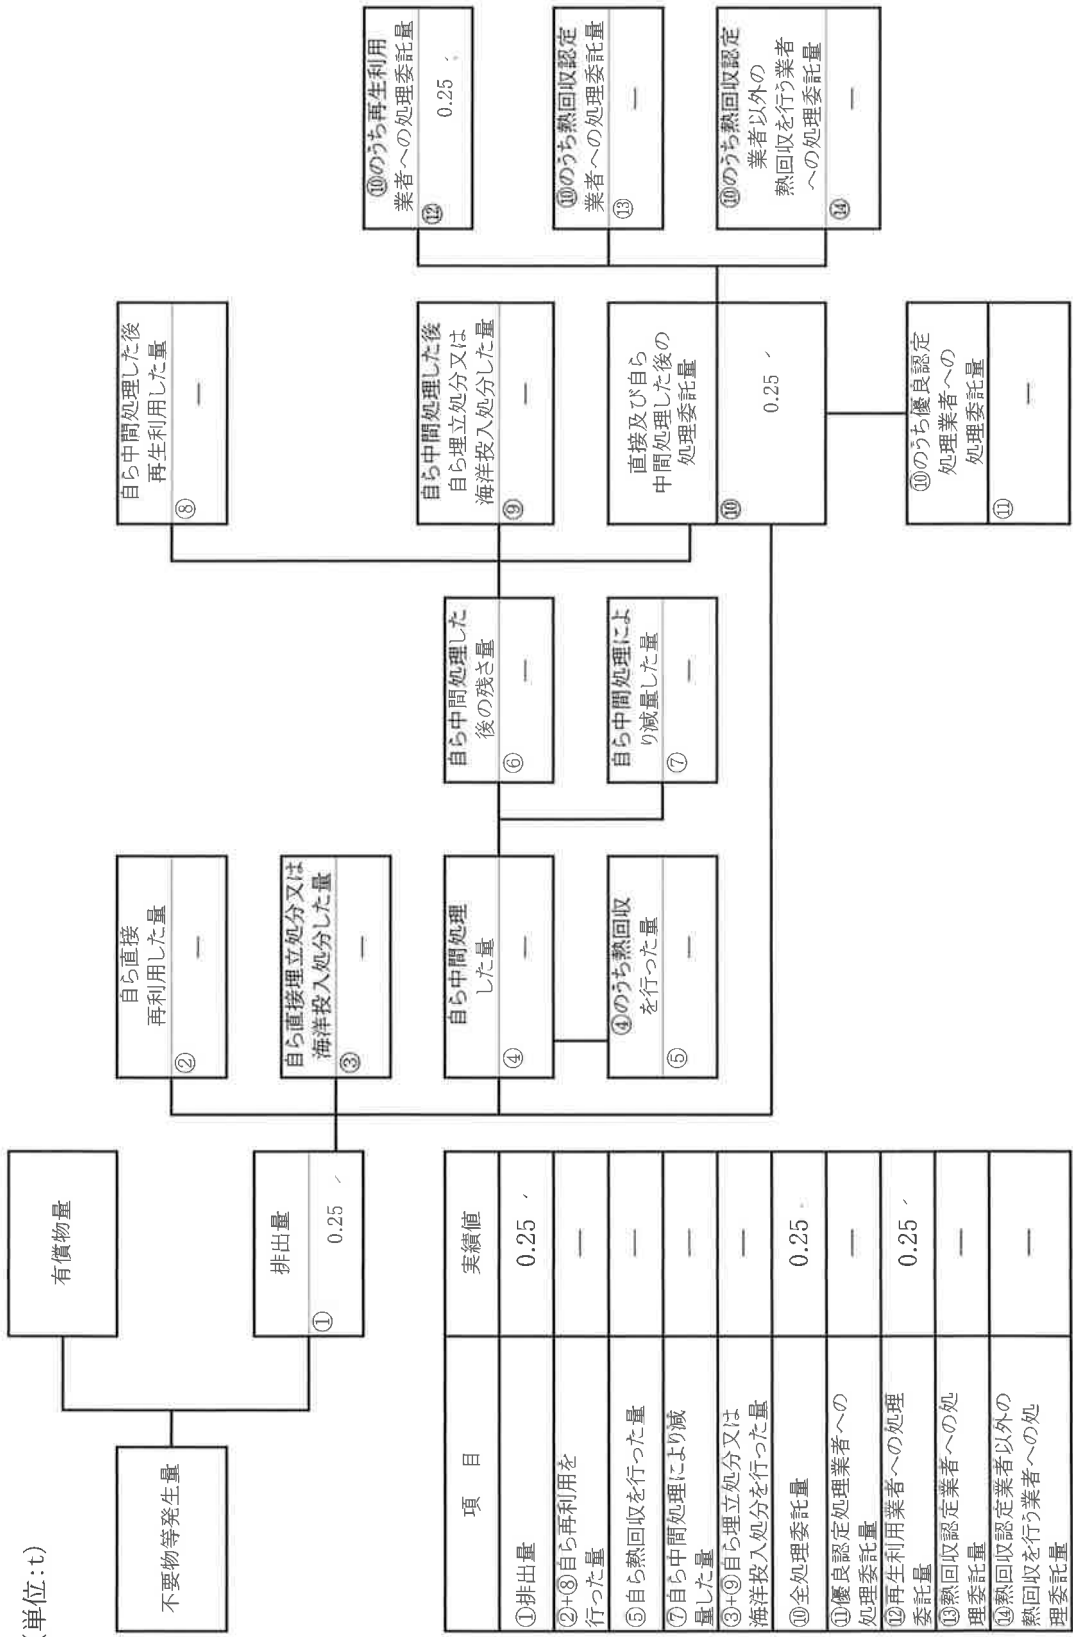 (単位:t)
不要物等発生量
有償物量
排出量
①
0.25
自ら直接
再利用した量
②
—
自ら直接埋立処分又は
海洋投入処分した量
③
—
自ら中間処理
した量
④
—
④のうち熱回収
を行った量
⑤
—
自ら中間処理した
後の残さ量
⑥
—
自ら中間処理によ
り減量した量
⑦
—
自ら中間処理した後
再生利用した量
⑧
—
自ら中間処理した後
自ら埋立処分又は
海洋投入処分した量
⑨
—
直接及び自ら
中間処理した後の
処理委託量
⑩
0.25
⑩のうち優良認定
処理業者への
処理委託量
⑪
—
⑩のうち再生利用
業者への処理委託量
⑫
0.25
⑩のうち熱回収認定
業者への処理委託量
⑬
—
⑩のうち熱回収認定
業者以外の
熱回収を行う業者
への処理委託量
⑭
—
項 目 実績値
①排出量 0.25
②+⑧自ら再利用を
行った量 —
⑤自ら熱回収を行った量 —
⑦自ら中間処理により減
量した量 —
③+⑨自ら埋立処分又は
海洋投入処分を行った量 —
⑩全処理委託量 0.25
⑪優良認定処理業者への
処理委託量 —
⑫再生利用業者への処理
委託量 0.25
⑬熱回収認定業者への処
理委託量 —
⑭熱回収認定業者以外の
熱回収を行う業者への処
理委託量 —